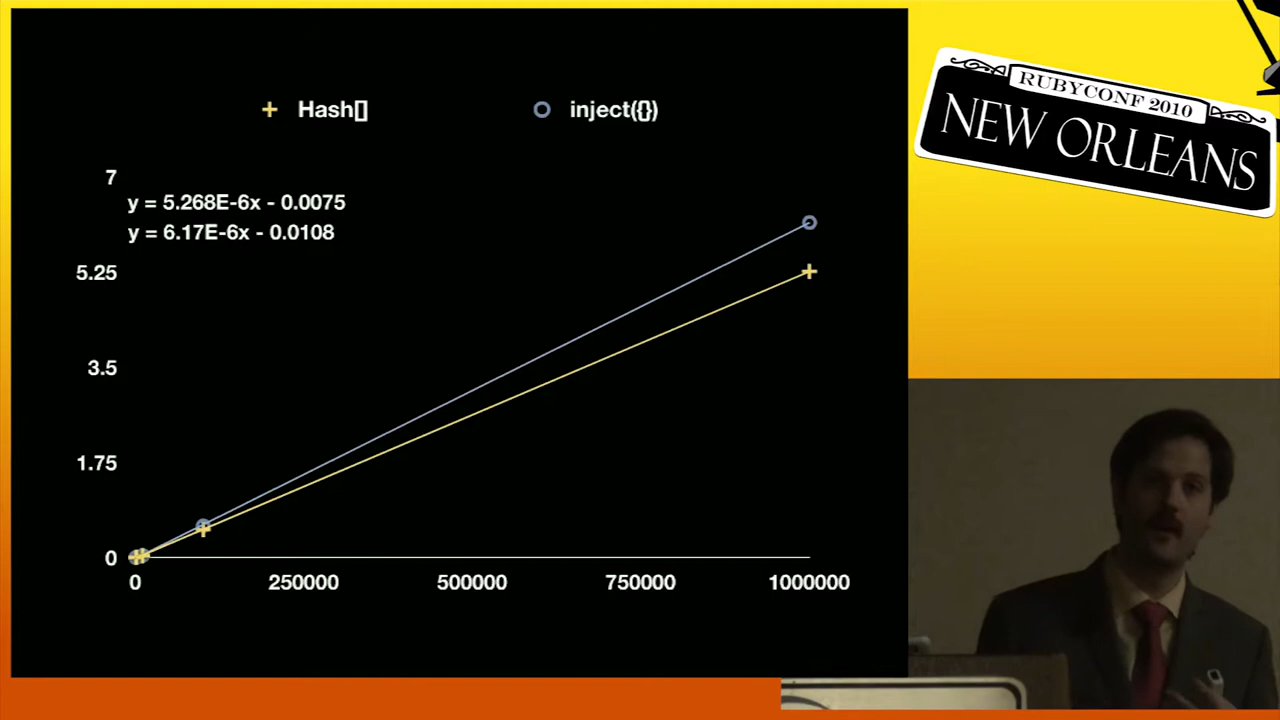 Hash[]
inject({})
7
y = 5.268E-6x - 0.0075
y = 6.17E-6x - 0.0108
5.25
3.5
1.75
0
0 250000 500000 750000 1000000
RUBYCONF 2010
NEW ORLEANS